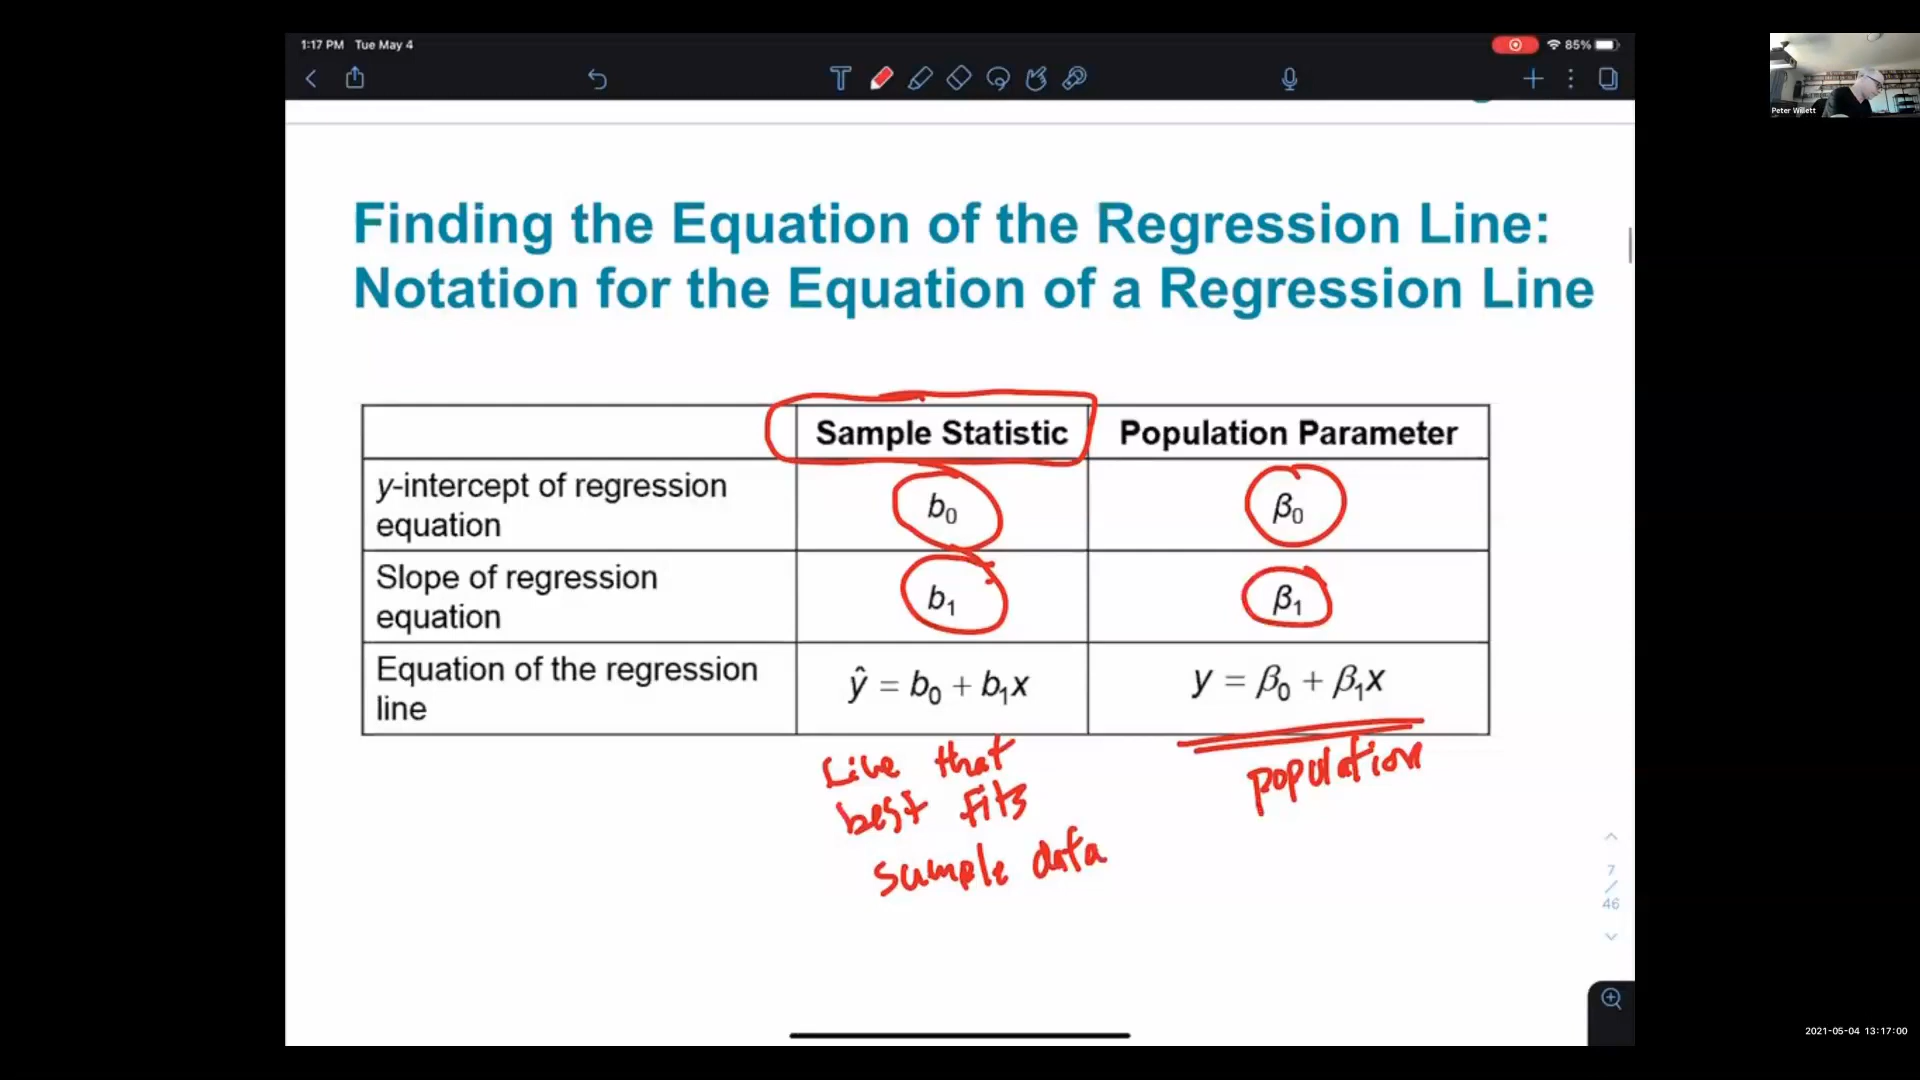 1:17 PM Tue May 4
85%
Peter Willett
Finding the Equation of the Regression Line:
Notation for the Equation of a Regression Line
Sample Statistic Population Parameter
y-intercept of regression
equation
b₀ β₀
Slope of regression
equation
b₁ β₁
Equation of the regression
line
ŷ = b₀ + b₁x y = β₀ + β₁x
Line that
best fits
sample data
population
7
/
46
2021-05-04 13:17:00